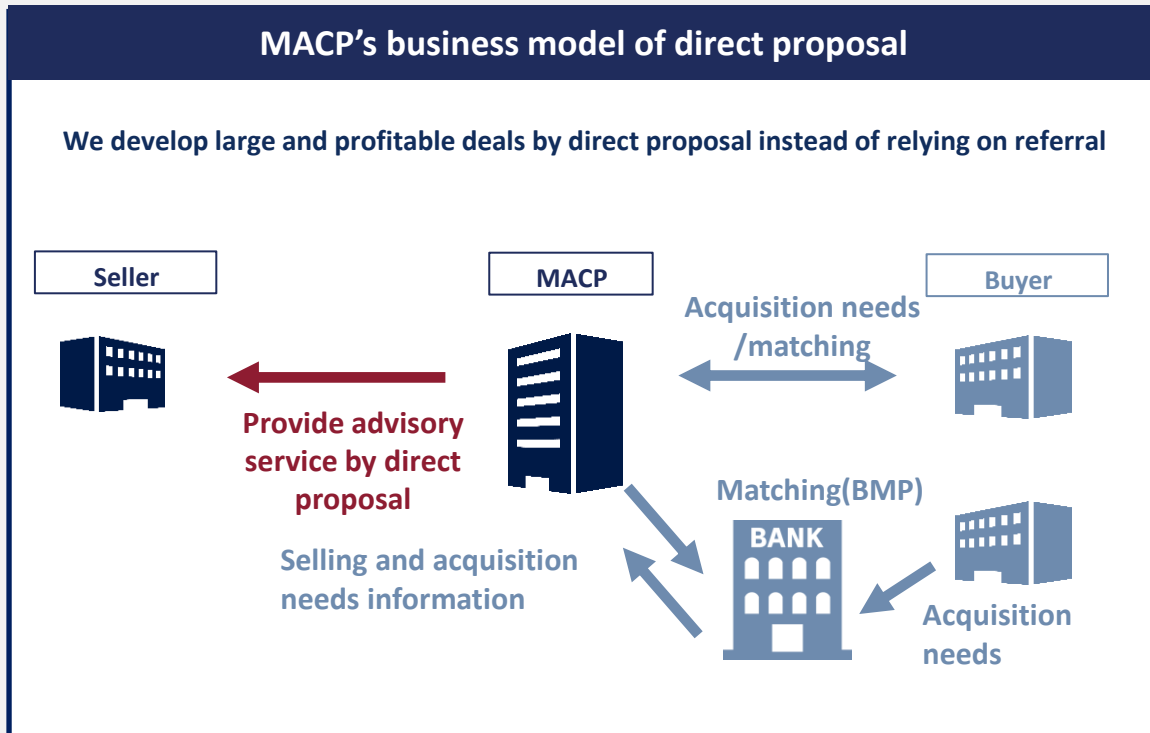 MACP’s business model of direct proposal
We develop large and profitable deals by direct proposal instead of relying on referral
Seller
MACP
Buyer
Acquisition needs
/matching
Provide advisory
service by direct
proposal
Matching(BMP)
BANK
Selling and acquisition
needs information
Acquisition
needs